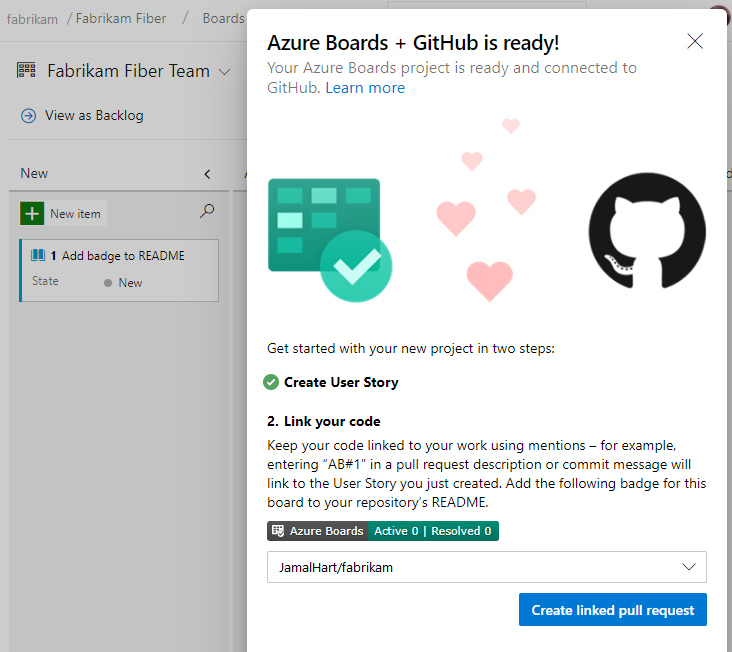 fabrikam / Fabrikam Fiber / Boards
Fabrikam Fiber Team
View as Backlog
New
New item
1 Add badge to README
State New
Azure Boards + GitHub is ready!
Your Azure Boards project is ready and connected to
GitHub. Learn more
Get started with your new project in two steps:
Create User Story
2. Link your code
Keep your code linked to your work using mentions – for example,
entering “AB#1” in a pull request description or commit message will
link to the User Story you just created. Add the following badge for this
board to your repository’s README.
Azure Boards Active 0 | Resolved 0
JamalHart/fabrikam
Create linked pull request